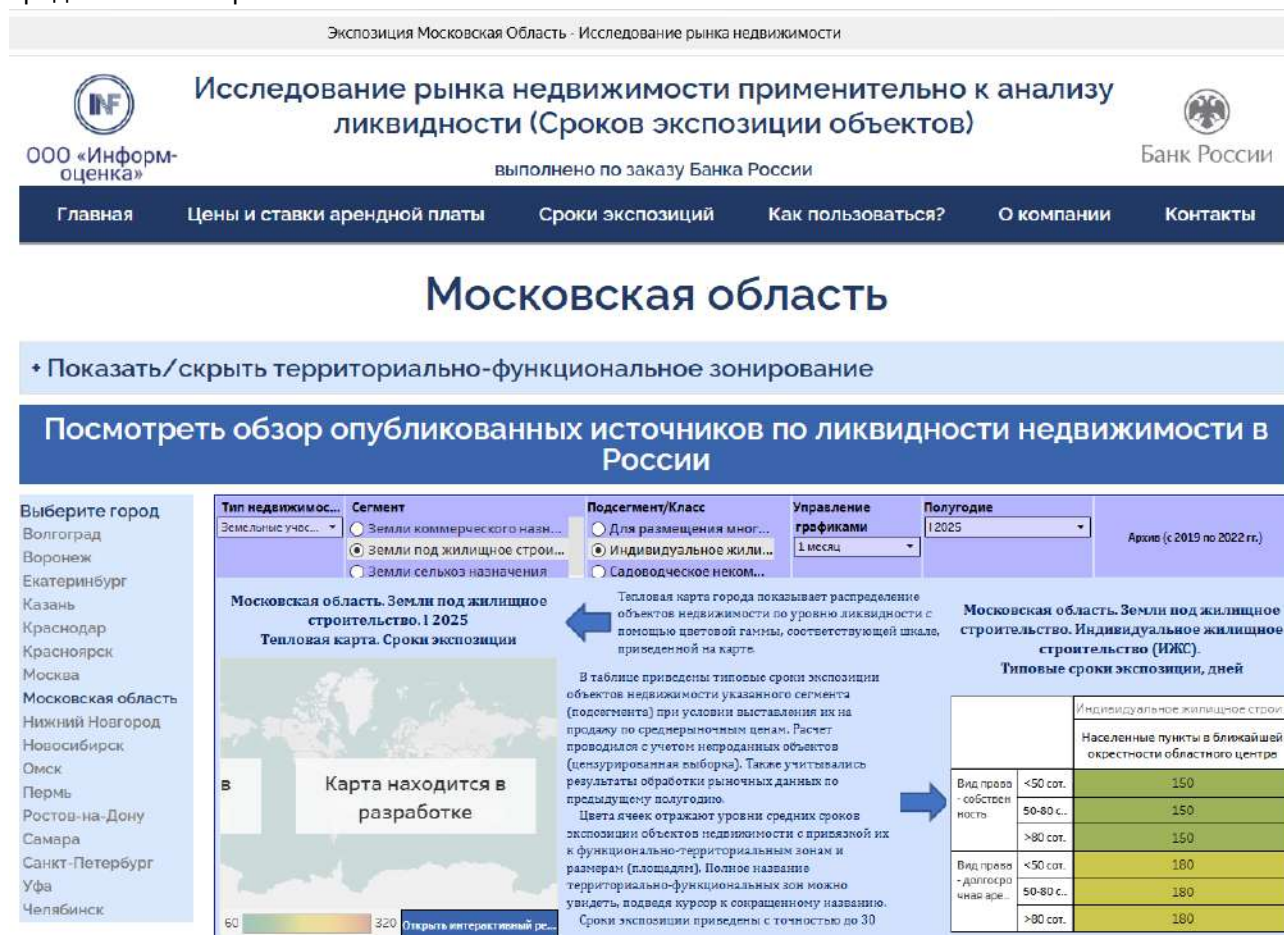 Экспозиция Московская Область - Исследование рынка недвижимости
INF
ООО «Информ-
оценка»
Исследование рынка недвижимости применительно к анализу
ликвидности (Сроков экспозиции объектов)
выполнено по заказу Банка России
Банк России
Главная
Цены и ставки арендной платы
Сроки экспозиций
Как пользоваться?
О компании
Контакты
Московская область
+ Показать/скрыть территориально-функциональное зонирование
Посмотреть обзор опубликованных источников по ликвидности недвижимости в
России
Выберите город
Волгоград
Воронеж
Екатеринбург
Казань
Краснодар
Красноярск
Москва
Московская область
Нижний Новгород
Новосибирск
Омск
Пермь
Ростов-на-Дону
Самара
Санкт-Петербург
Уфа
Челябинск
Тип недвижимос...
Земельные учас...
Сегмент
Земли коммерческого назн...
Земли под жилищное строи...
Земли сельхоз назначения
Подсегмент/Класс
Для размещения мног...
Индивидуальное жили...
Садоводческое неком...
Управление
графиками
1 месяц
Полугодие
I 2025
Архив (с 2019 по 2022 гг.)
Московская область. Земли под жилищное
строительство. I 2025
Тепловая карта. Сроки экспозиции
в
Карта находится в
разработке
60
320
Открыть интерактивный ре...
Тепловая карта города показывает распределение
объектов недвижимости по уровню ликвидности с
помощью цветовой гаммы, соответствующей шкале,
приведенной на карте.
В таблице приведены типовые сроки экспозиции
объектов недвижимости указанного сегмента
(подсегмента) при условии выставления их на
продажу по среднерыночным ценам. Расчет
проводился с учетом непроданных объектов
(цензурированная выборка). Также учитывались
результаты обработки рыночных данных по
предыдущему полугодию.
Цвета ячеек отражают уровни средних сроков
экспозиции объектов недвижимости с привязкой их
к функционально-территориальным зонам и
размерам (площадям). Полное название
территориально-функциональных зон можно
увидеть, подведя курсор к сокращенному названию.
Сроки экспозиции приведены с точностью до 30
Московская область. Земли под жилищное
строительство. Индивидуальное жилищное
строительство (ИЖС).
Типовые сроки экспозиции, дней
Индивидуальное жилищное строи
Населенные пункты в ближайшей
окрестности областного центра
Вид права
- собствен
ность
<50 сот.
150
50-80 с..
150
>80 сот.
150
Вид права
- долгосро
чная аре..
<50 сот.
180
50-80 с..
180
>80 сот.
180